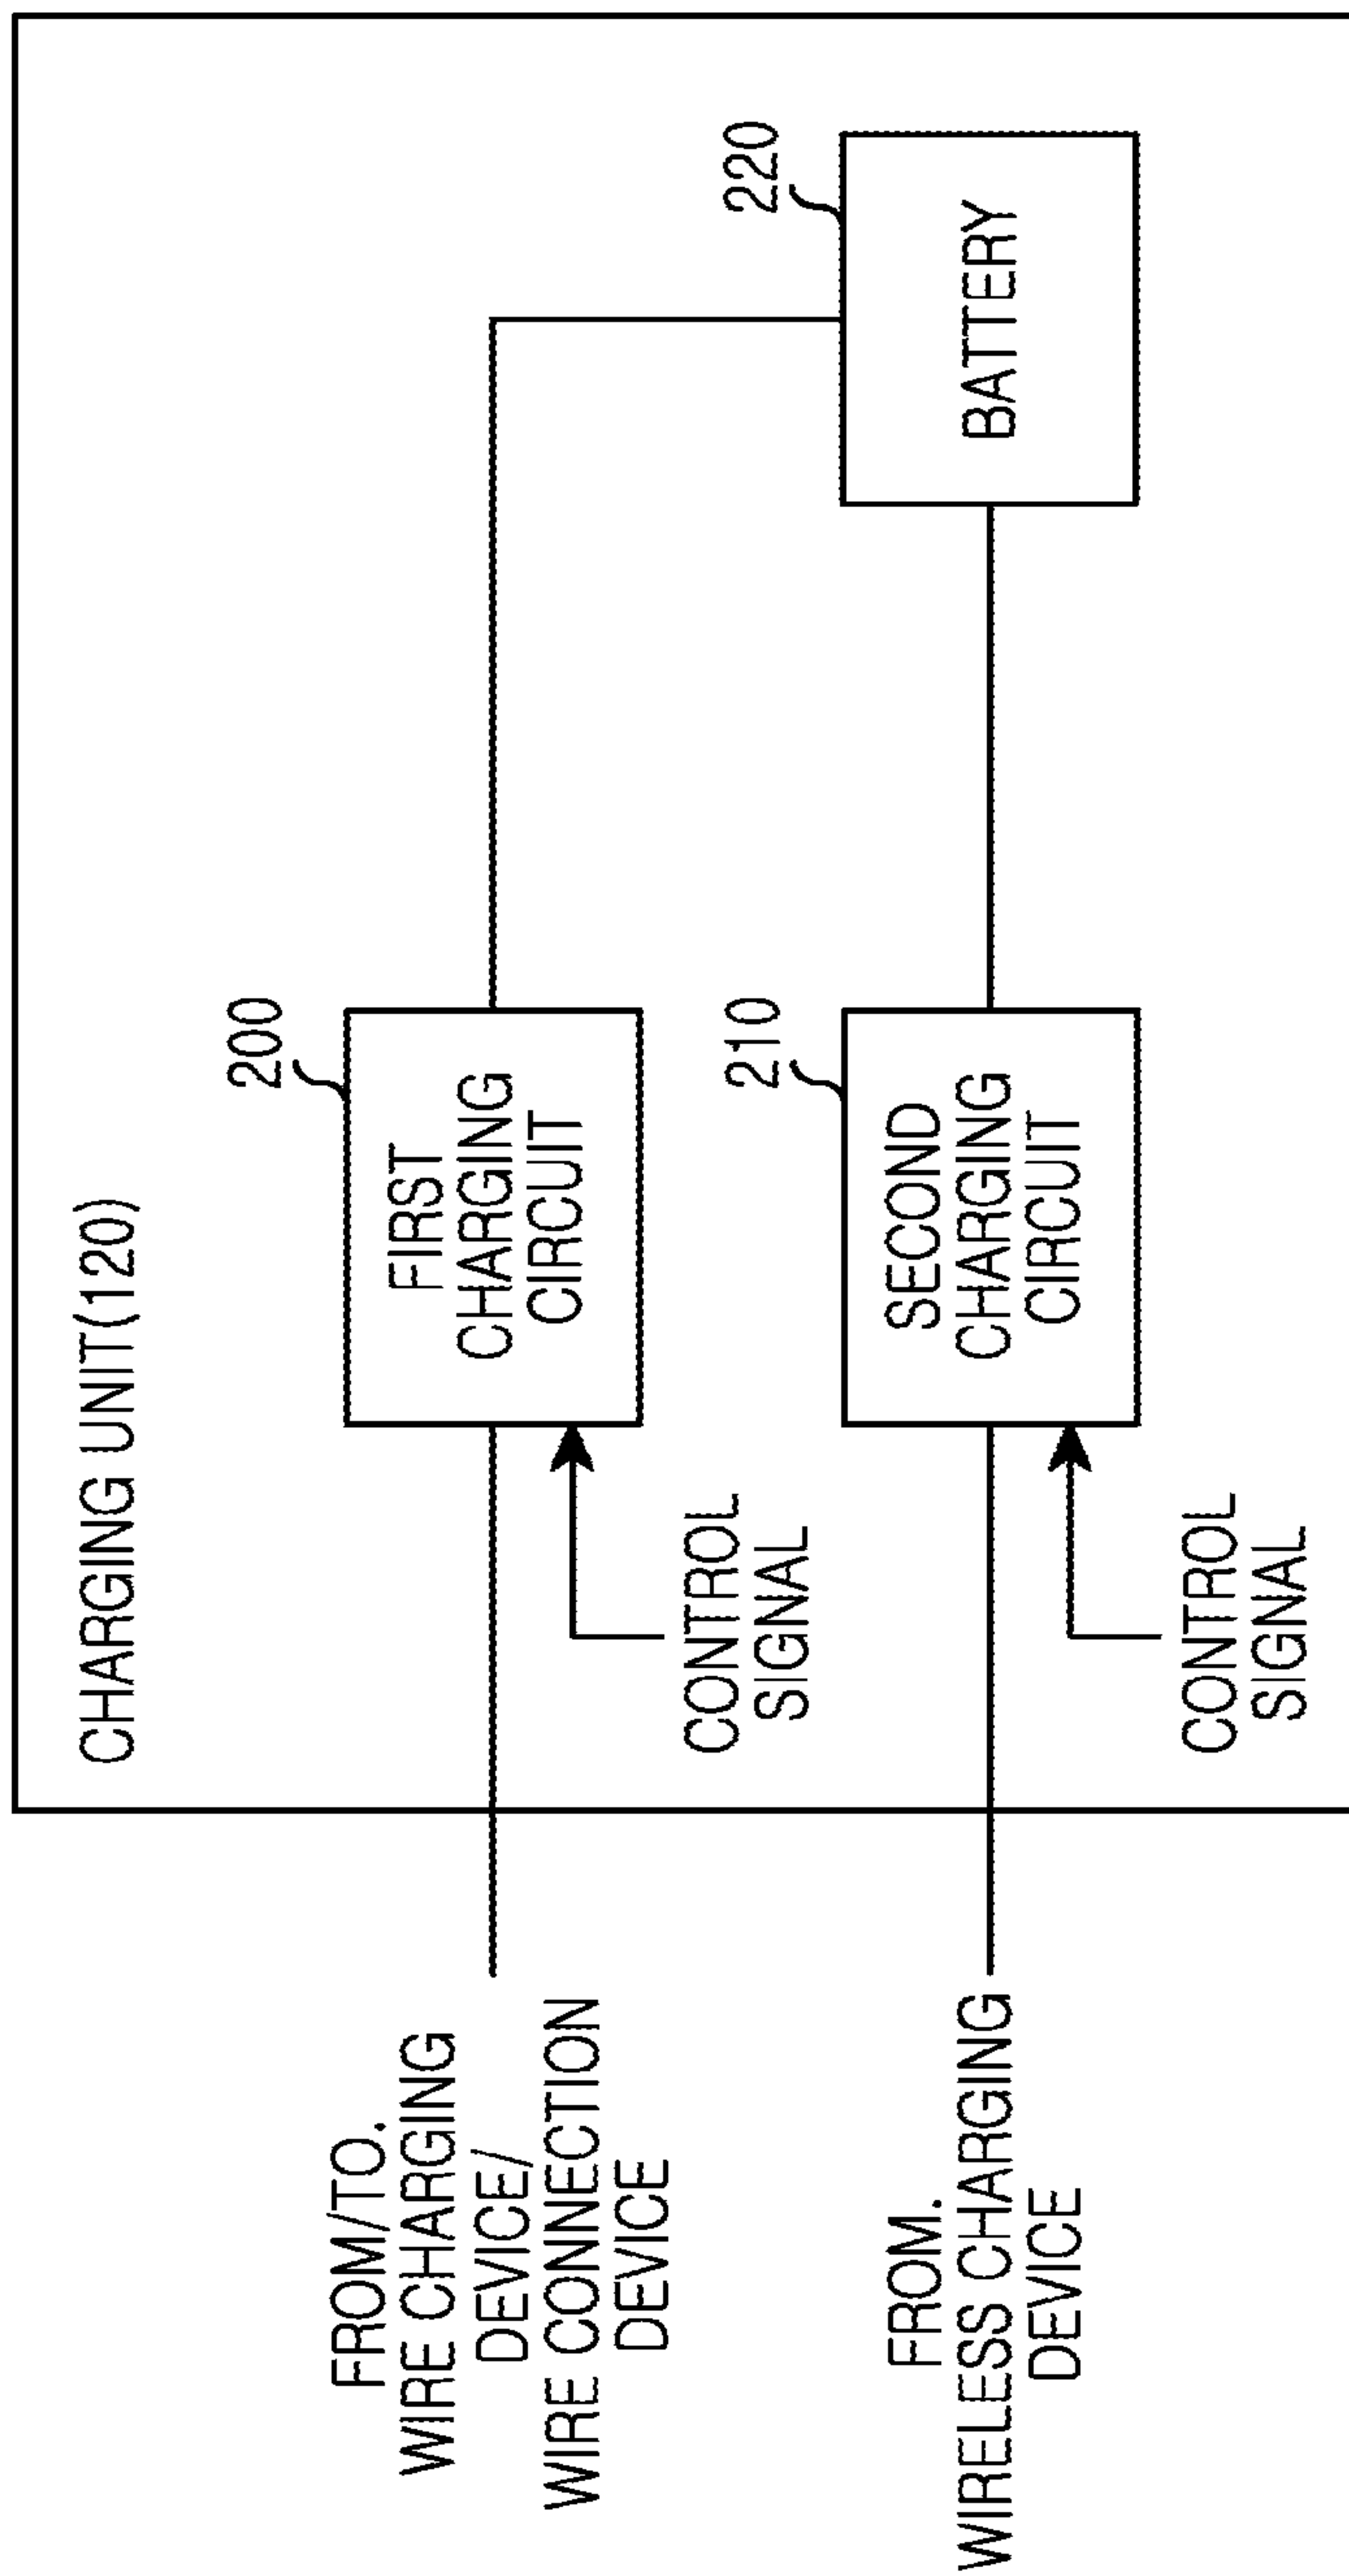 CHARGING UNIT(120)
200
FROM/TO.
WIRE CHARGING
DEVICE/
WIRE CONNECTION
DEVICE
FIRST
CHARGING
CIRCUIT
CONTROL
SIGNAL
210
220
FROM.
WIRELESS CHARGING
DEVICE
SECOND
CHARGING
CIRCUIT
BATTERY
CONTROL
SIGNAL